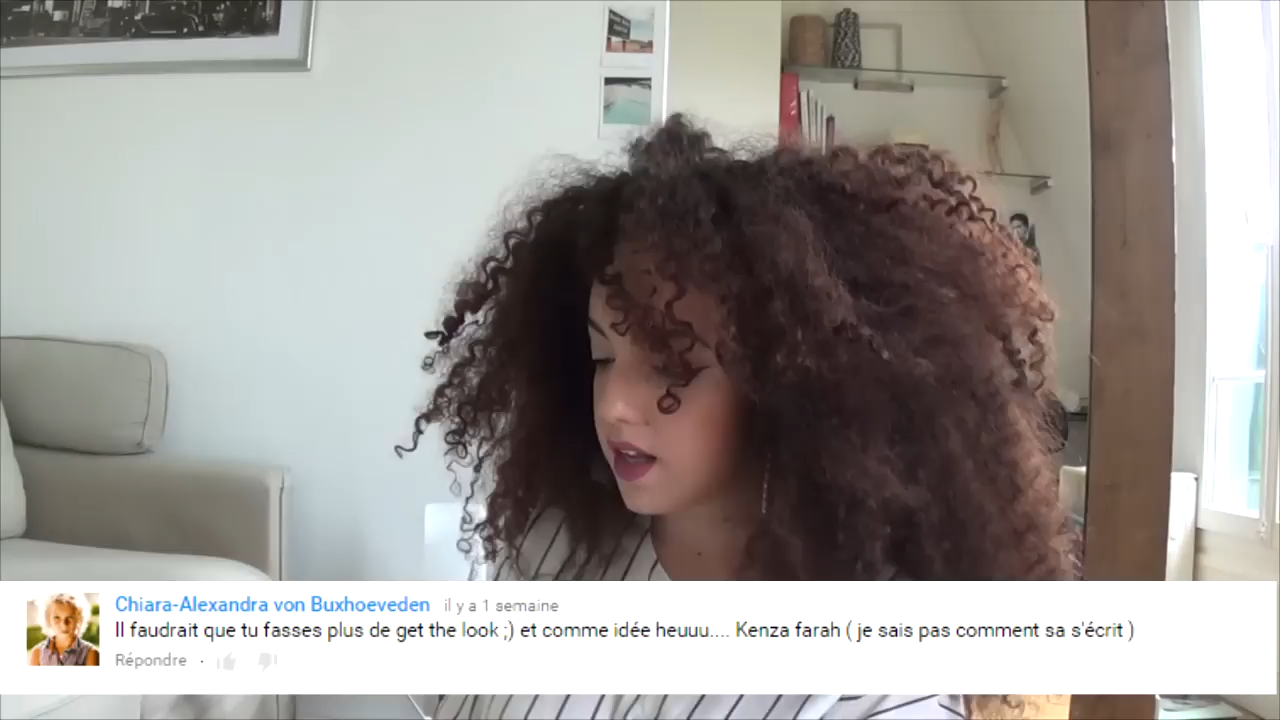 Chiara-Alexandra von Buxhoeveden il y a 1 semaine
Il faudrait que tu fasses plus de get the look ;) et comme idée heuuu.... Kenza farah ( je sais pas comment sa s'écrit )
Répondre ·